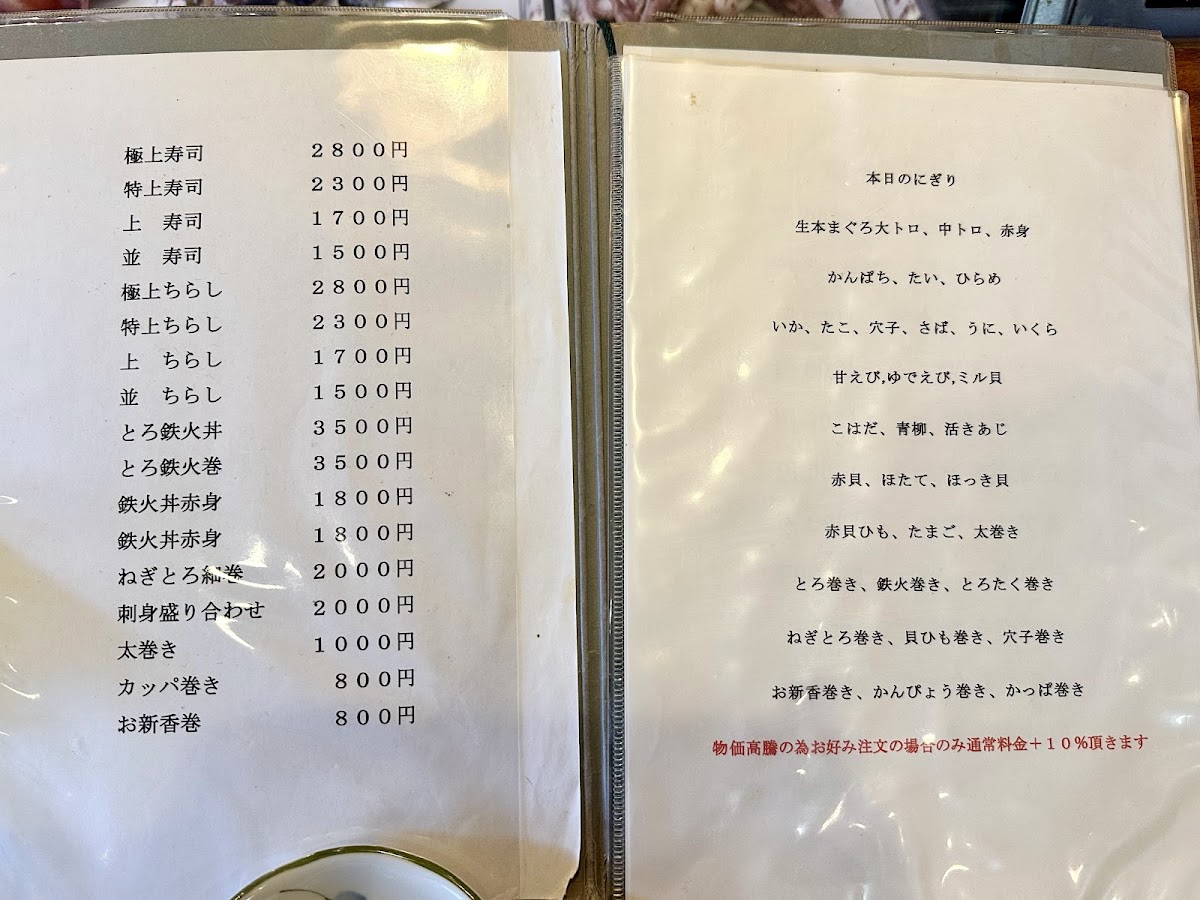 極上寿司 2800円
特上寿司 2300円
上 寿司 1700円
並 寿司 1500円
極上ちらし 2800円
特上ちらし 2300円
上 ちらし 1700円
並 ちらし 1500円
とろ鉄火丼 3500円
とろ鉄火巻 3500円
鉄火丼赤身 1800円
鉄火丼赤身 1800円
ねぎとろ細巻 2000円
刺身盛り合わせ 2000円
太巻き 1000円
カッパ巻き 800円
お新香巻 800円
本日のにぎり
生本まぐろ大トロ、中トロ、赤身
かんぱち、たい、ひらめ
いか、たこ、穴子、さば、うに、いくら
甘えび,ゆでえび,ミル貝
こはだ、青柳、活きあじ
赤貝、ほたて、ほっき貝
赤貝ひも、たまご、太巻き
とろ巻き、鉄火巻き、とろたく巻き
ねぎとろ巻き、貝ひも巻き、穴子巻き
お新香巻き、かんぴょう巻き、かっぱ巻き
物価高騰の為お好み注文の場合のみ通常料金＋10％頂きます